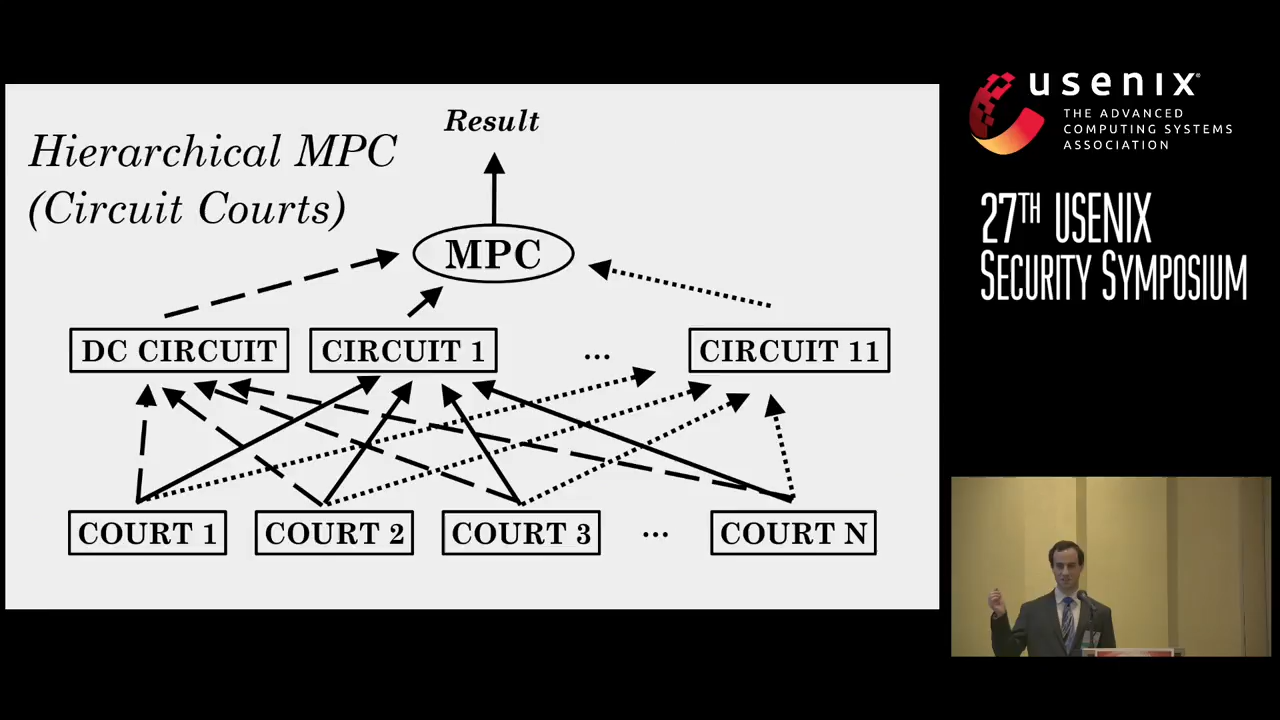 Hierarchical MPC
(Circuit Courts)
Result
MPC
DC CIRCUIT
CIRCUIT 1
...
CIRCUIT 11
COURT 1
COURT 2
COURT 3
...
COURT N
usenix®
THE ADVANCED
COMPUTING SYSTEMS
ASSOCIATION
27TH USENIX
SECURITY SYMPOSIUM